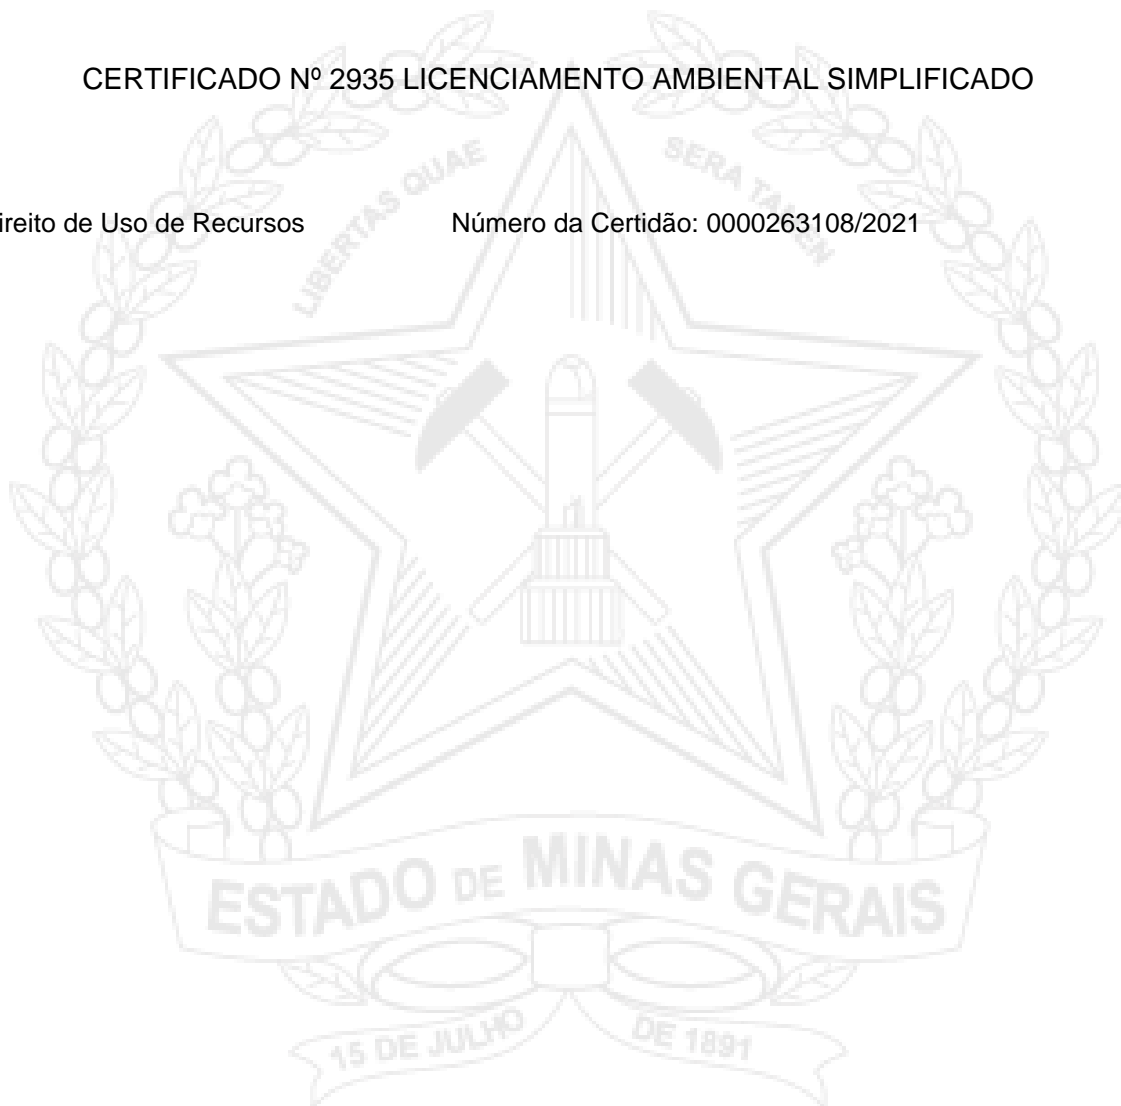 CERTIFICADO Nº 2935 LICENCIAMENTO AMBIENTAL SIMPLIFICADO
LIBERTAS QUAE SERA TAMEN
ireito de Uso de Recursos Número da Certidão: 0000263108/2021
ESTADO DE MINAS GERAIS
15 DE JULHO DE 1891